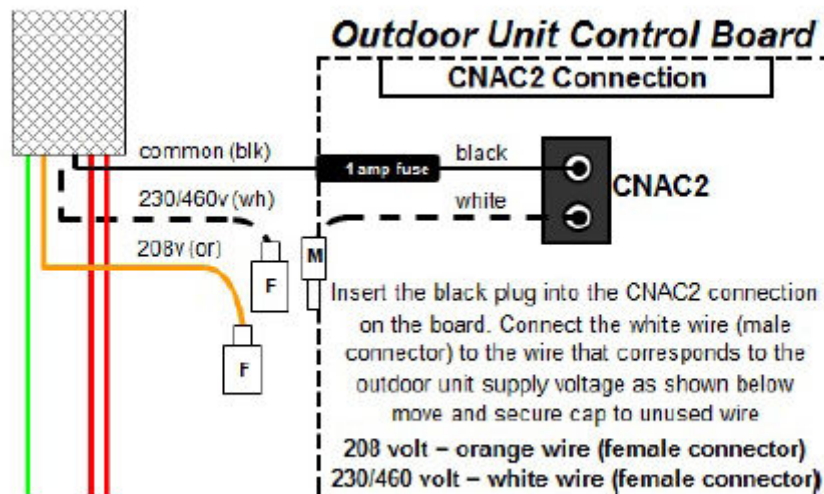 Outdoor Unit Control Board
CNAC2 Connection
common (blk)
1 amp fuse
black
230/460v (wh)
white
CNAC2
208v (or)
M
F
F
Insert the black plug into the CNAC2 connection
on the board. Connect the white wire (male
connector) to the wire that corresponds to the
outdoor unit supply voltage as shown below
move and secure cap to unused wire
208 volt – orange wire (female connector)
230/460 volt – white wire (female connector)